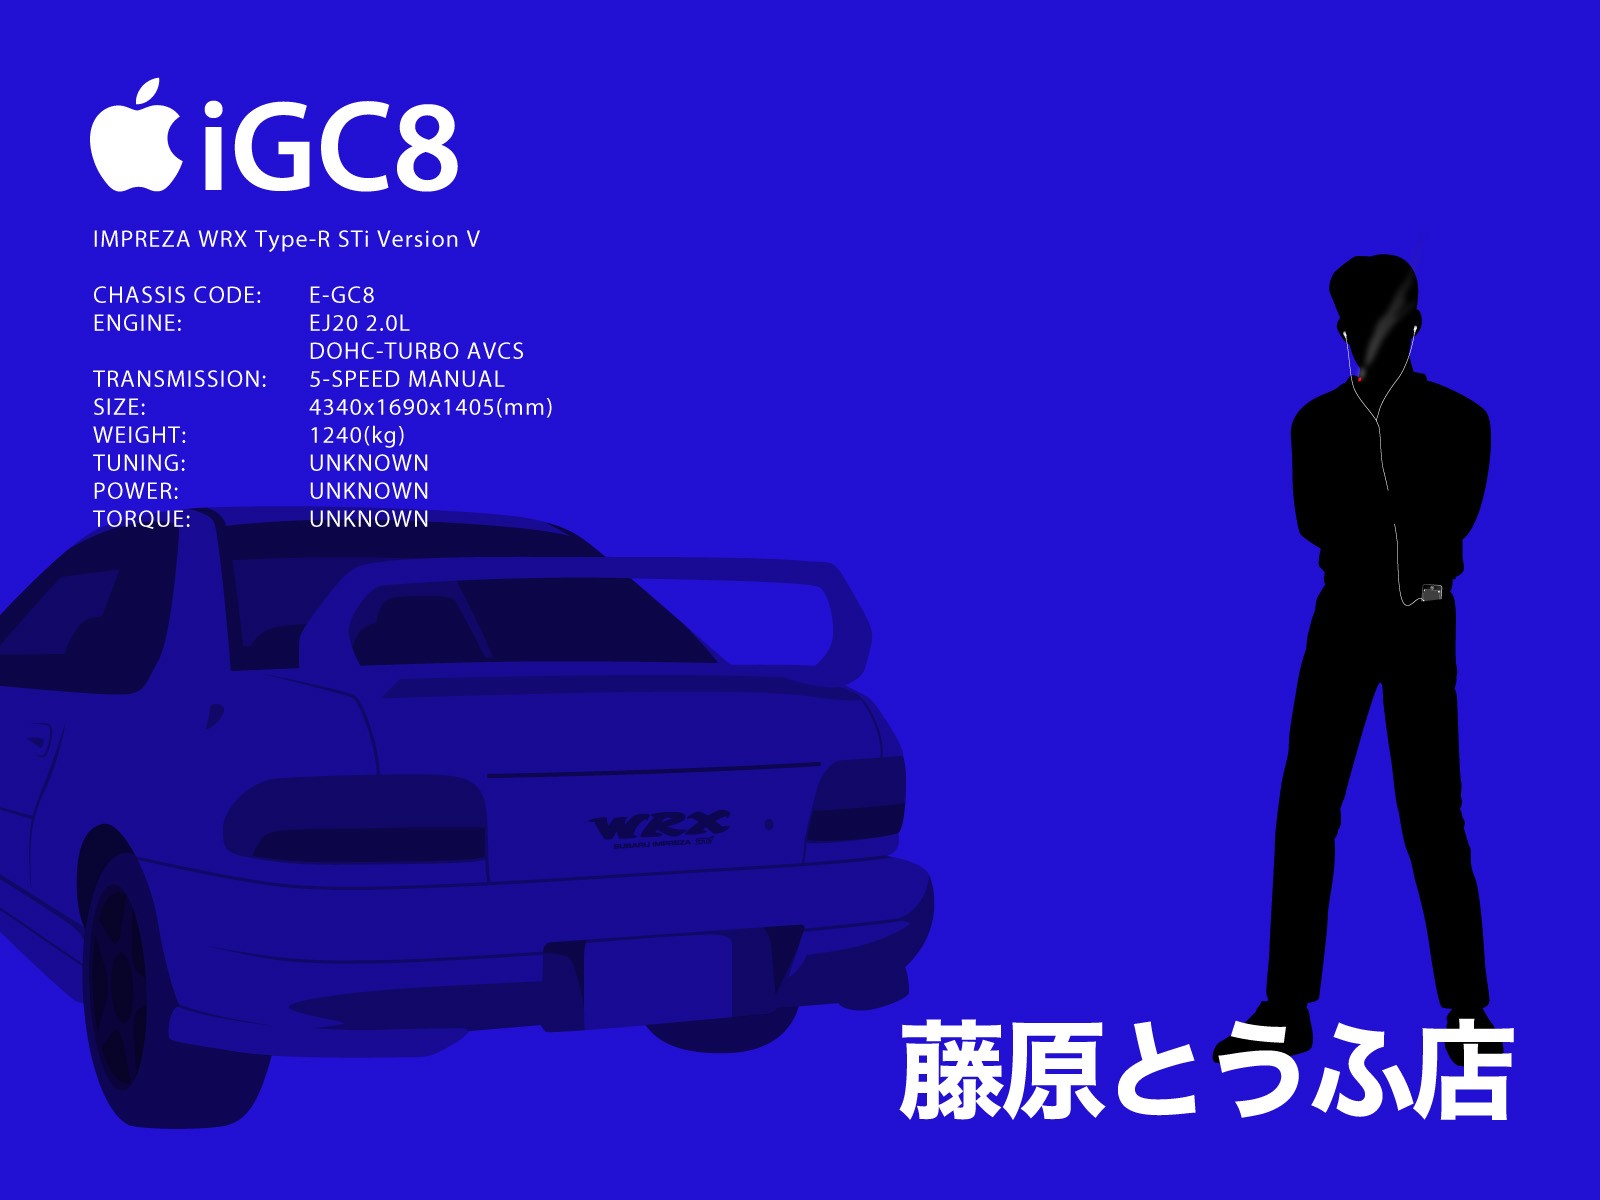 iGC8
IMPREZA WRX Type-R STi Version V
CHASSIS CODE: E-GC8
ENGINE: EJ20 2.0L
DOHC-TURBO AVCS
TRANSMISSION: 5-SPEED MANUAL
SIZE: 4340x1690x1405(mm)
WEIGHT: 1240(kg)
TUNING: UNKNOWN
POWER: UNKNOWN
TORQUE: UNKNOWN
WRX
SUBARU IMPREZA
藤原とうふ店